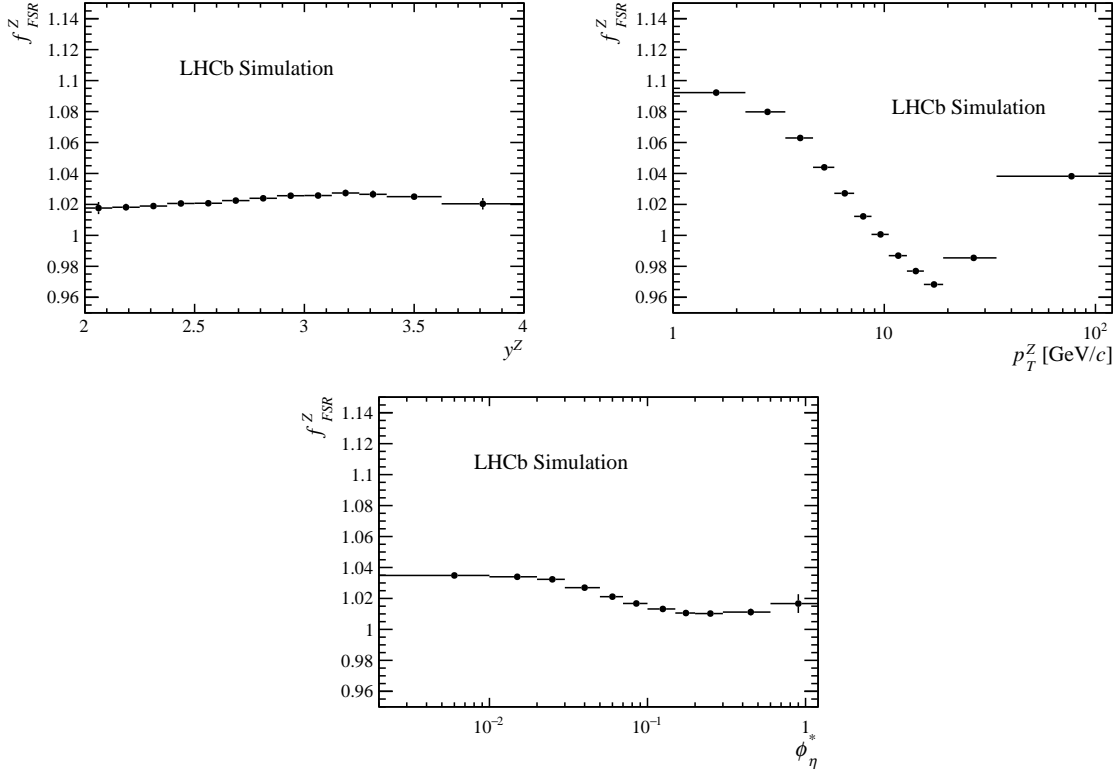 f^Z_FSR
1.14
1.12
1.1
1.08
1.06
1.04
1.02
1
0.98
0.96
LHCb Simulation
2 2.5 3 3.5 4
y^Z
f^Z_FSR
1.14
1.12
1.1
1.08
1.06
1.04
1.02
1
0.98
0.96
LHCb Simulation
1 10 10^2
p^Z_T [GeV/c]
f^Z_FSR
1.14
1.12
1.1
1.08
1.06
1.04
1.02
1
0.98
0.96
LHCb Simulation
10^−2 10^−1 1
ϕ^*_η